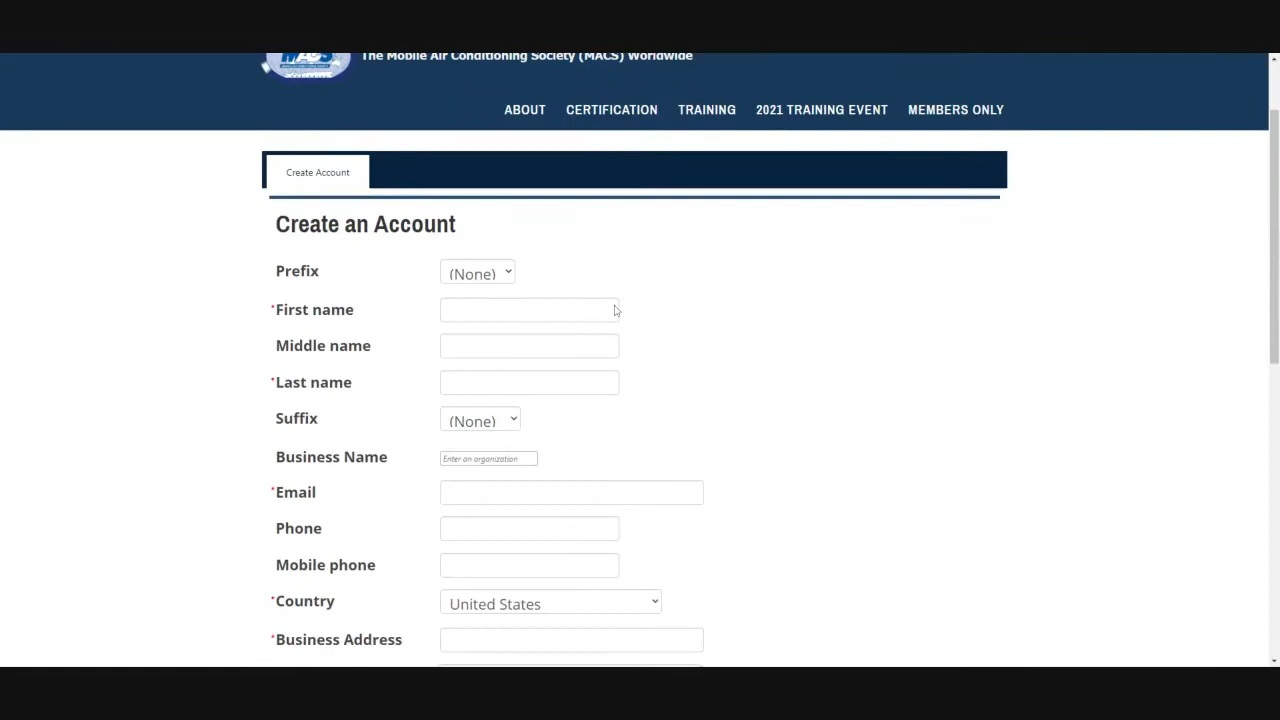 MACS
The Mobile Air Conditioning Society (MACS) Worldwide
ABOUT CERTIFICATION TRAINING 2021 TRAINING EVENT MEMBERS ONLY
Create Account
Create an Account
Prefix (None)
*First name
Middle name
*Last name
Suffix (None)
Business Name Enter an organization
*Email
Phone
Mobile phone
*Country United States
*Business Address